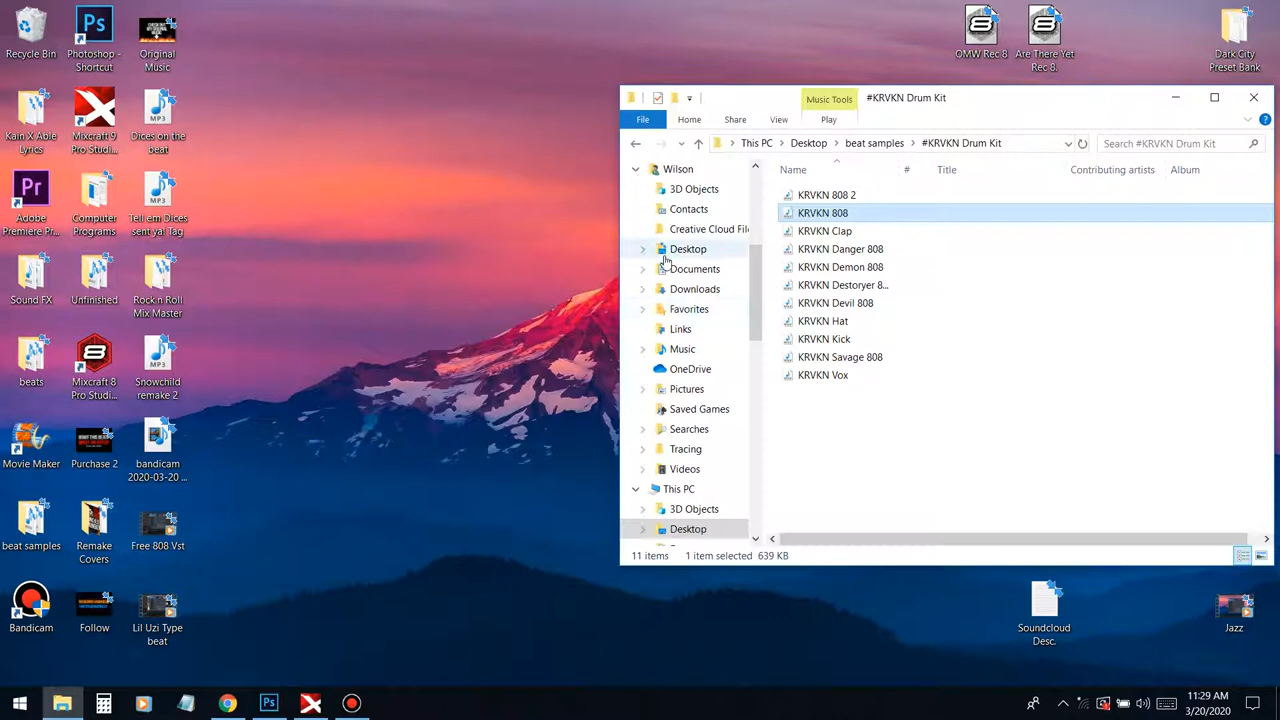 Recycle Bin
Photoshop - Shortcut
Original Music
Kain X Able Lyrics
Mixcraft 9 Pro Studi...
Dices on the beat
Adobe Premiere Pr...
Computer Programs
Tell em Dices sent ya! Tag
Sound FX
Unfinished
Rock n Roll Mix Master
beats
Mixcraft 8 Pro Studi...
Snowchild remake 2
Movie Maker
Purchase 2
bandicam 2020-03-20 ...
beat samples
Remake Covers
Free 808 Vst
Bandicam
Follow
Lil Uzi Type beat
OMW Rec 8
Are There Yet Rec 8.
Dark City Preset Bank
Music Tools
#KRVKN Drum Kit
File
Home
Share
View
Play
This PC
Desktop
beat samples
#KRVKN Drum Kit
Search #KRVKN Drum Kit
Wilson
3D Objects
Contacts
Creative Cloud Fil
Desktop
Documents
Downloads
Favorites
Links
Music
OneDrive
Pictures
Saved Games
Searches
Tracing
Videos
This PC
3D Objects
Desktop
Name
#
Title
Contributing artists
Album
KRVKN 808 2
KRVKN 808
KRVKN Clap
KRVKN Danger 808
KRVKN Demon 808
KRVKN Destoryer 8...
KRVKN Devil 808
KRVKN Hat
KRVKN Kick
KRVKN Savage 808
KRVKN Vox
11 items
1 item selected 639 KB
Soundcloud Desc.
Jazz
11:29 AM
3/20/2020